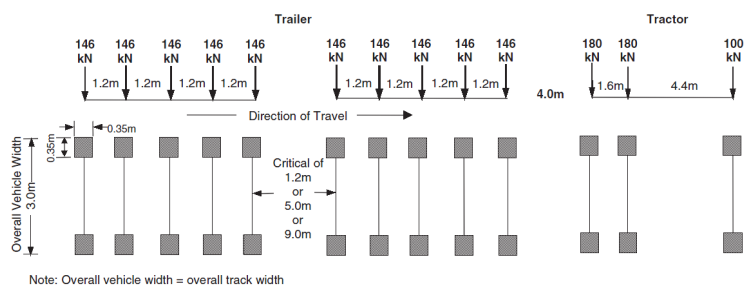 Trailer
Tractor
146 146 146 146 146
kN kN kN kN kN
146 146 146 146 146
kN kN kN kN kN
180 180 100
kN kN kN
1.2m 1.2m 1.2m 1.2m
1.2m 1.2m 1.2m 1.2m
4.0m
1.6m
4.4m
Direction of Travel
0.35m
0.35m
Overall Vehicle Width
3.0m
Critical of
1.2m
or
5.0m
or
9.0m
Note: Overall vehicle width = overall track width